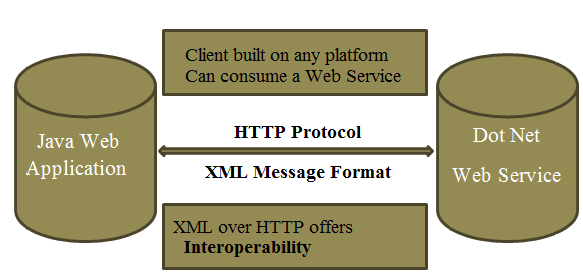 Client built on any platform
Can consume a Web Service
Java Web
Application
HTTP Protocol
XML Message Format
Dot Net
Web Service
XML over HTTP offers
Interoperability